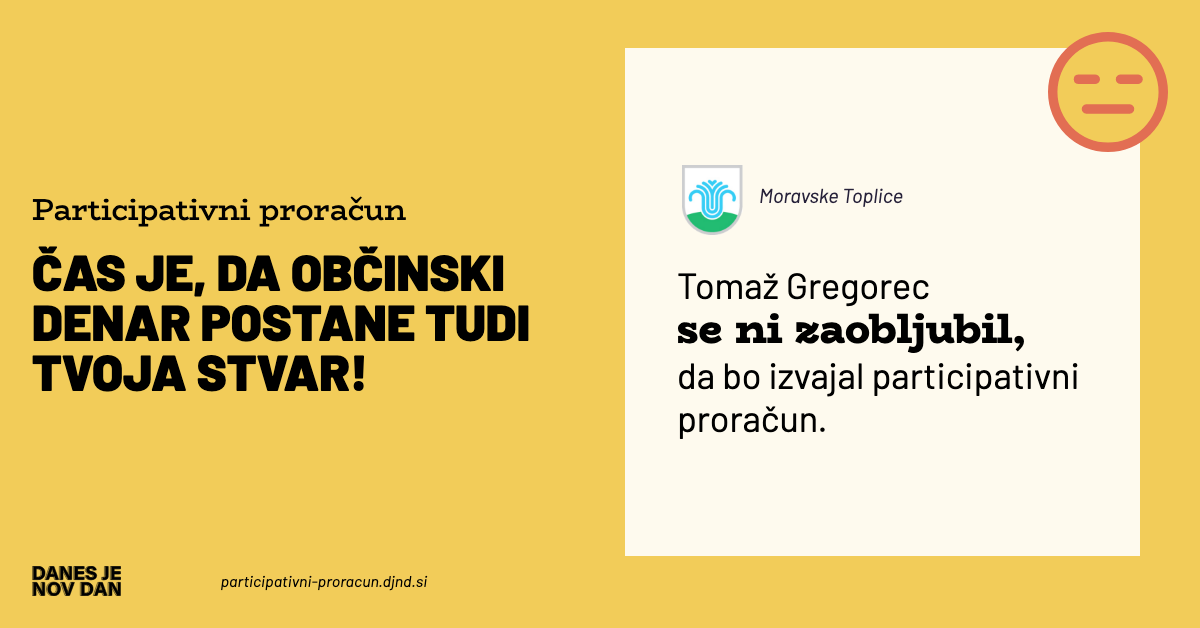 Participativni proračun
ČAS JE, DA OBČINSKI
DENAR POSTANE TUDI
TVOJA STVAR!
DANES JE
NOV DAN
participativni-proracun.djnd.si
Moravske Toplice
Tomaž Gregorec
se ni zaobljubil,
da bo izvajal participativni
proračun.